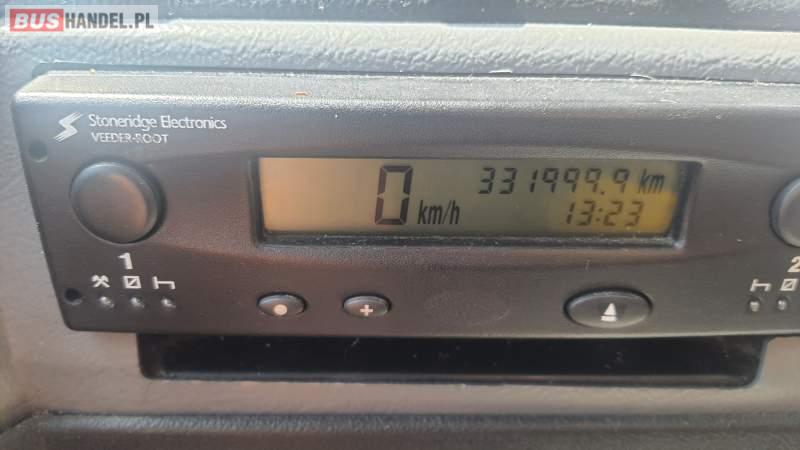 BUSHANDEL.PL
Stoneridge Electronics
VEEDER-ROOT
0 km/h
331999.9 km
13:23
1
2